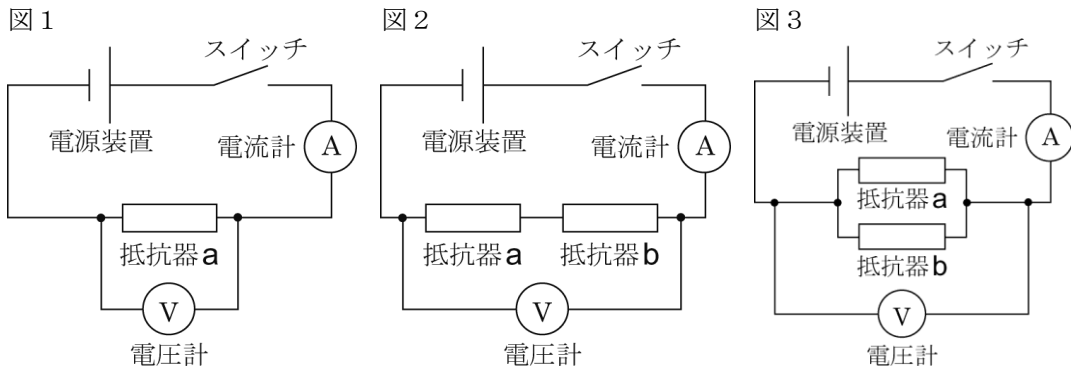 図１
スイッチ
電源装置
電流計
A
抵抗器a
V
電圧計
図２
スイッチ
電源装置
電流計
A
抵抗器a
抵抗器b
V
電圧計
図３
スイッチ
電源装置
電流計
A
抵抗器a
抵抗器b
V
電圧計